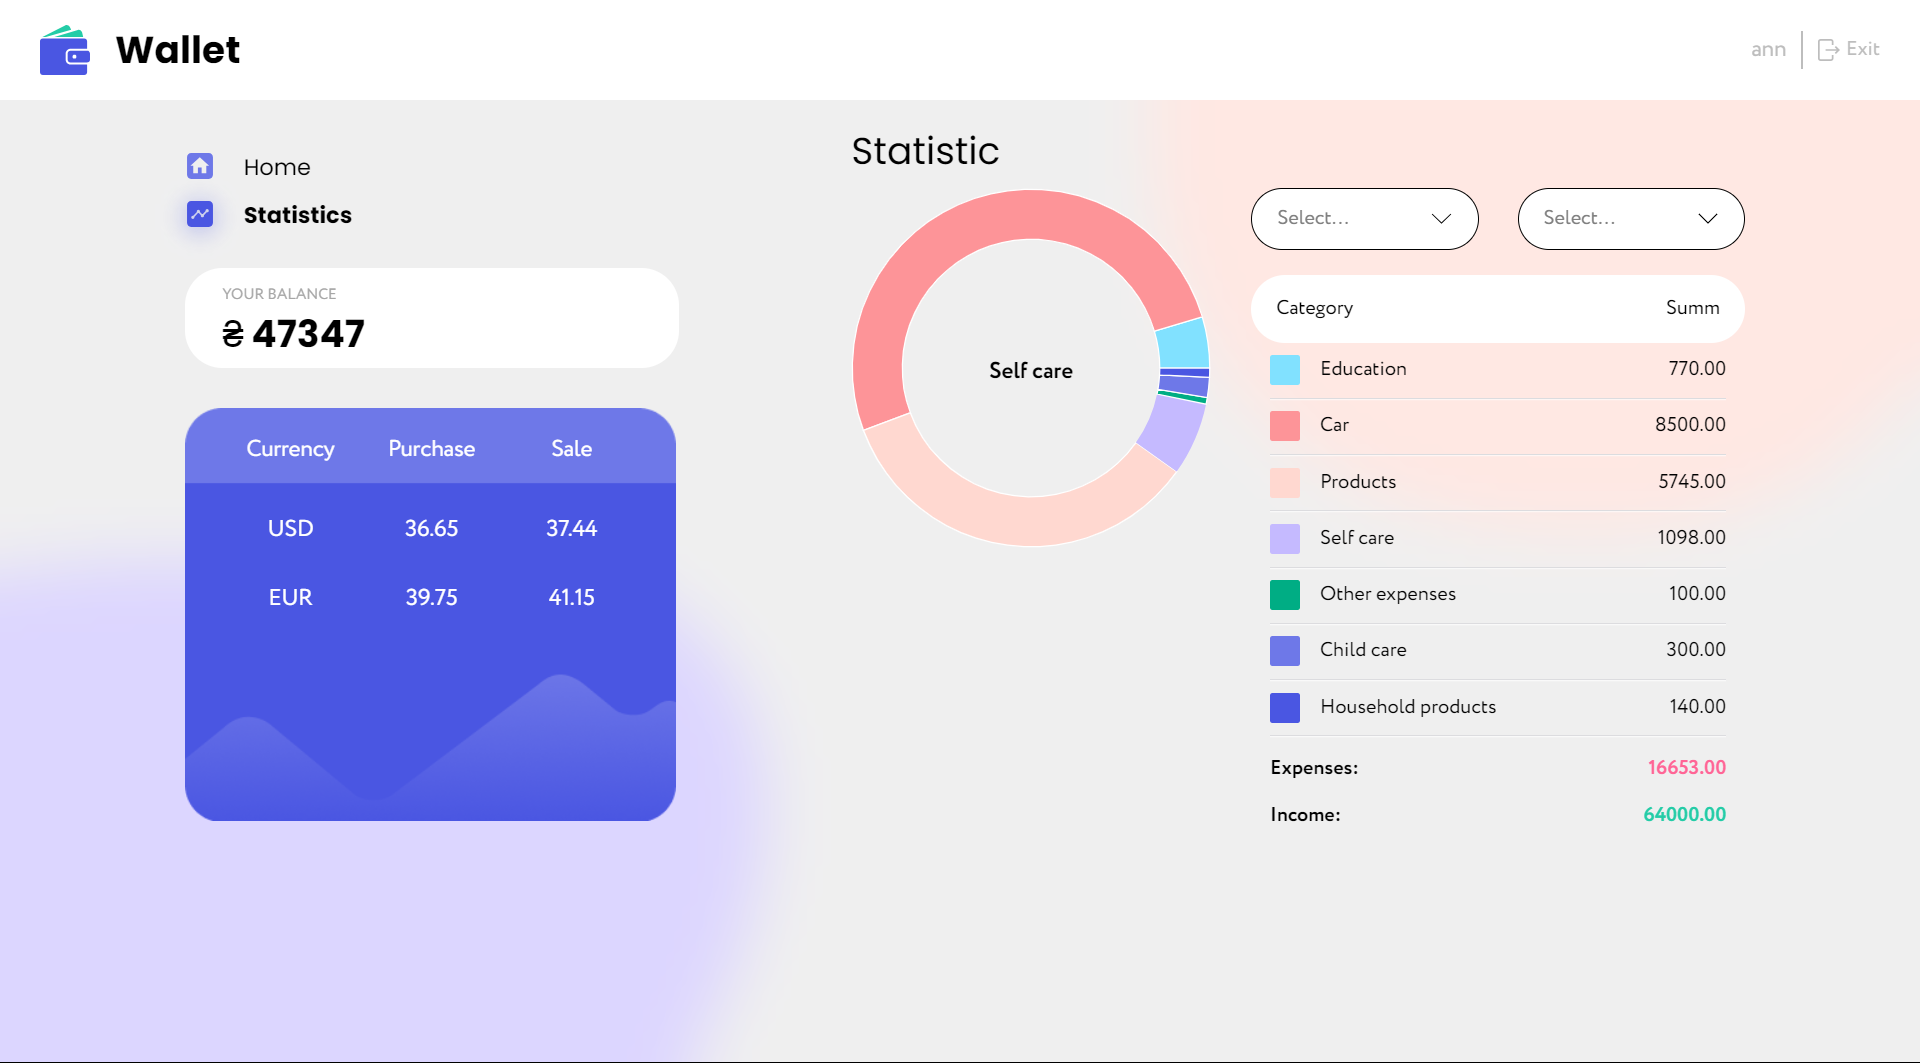 Wallet
ann
Exit
Home
Statistics
YOUR BALANCE
₴ 47347
Currency Purchase Sale
USD 36.65 37.44
EUR 39.75 41.15
Statistic
Self care
Select...
Select...
Category Summ
Education 770.00
Car 8500.00
Products 5745.00
Self care 1098.00
Other expenses 100.00
Child care 300.00
Household products 140.00
Expenses: 16653.00
Income: 64000.00